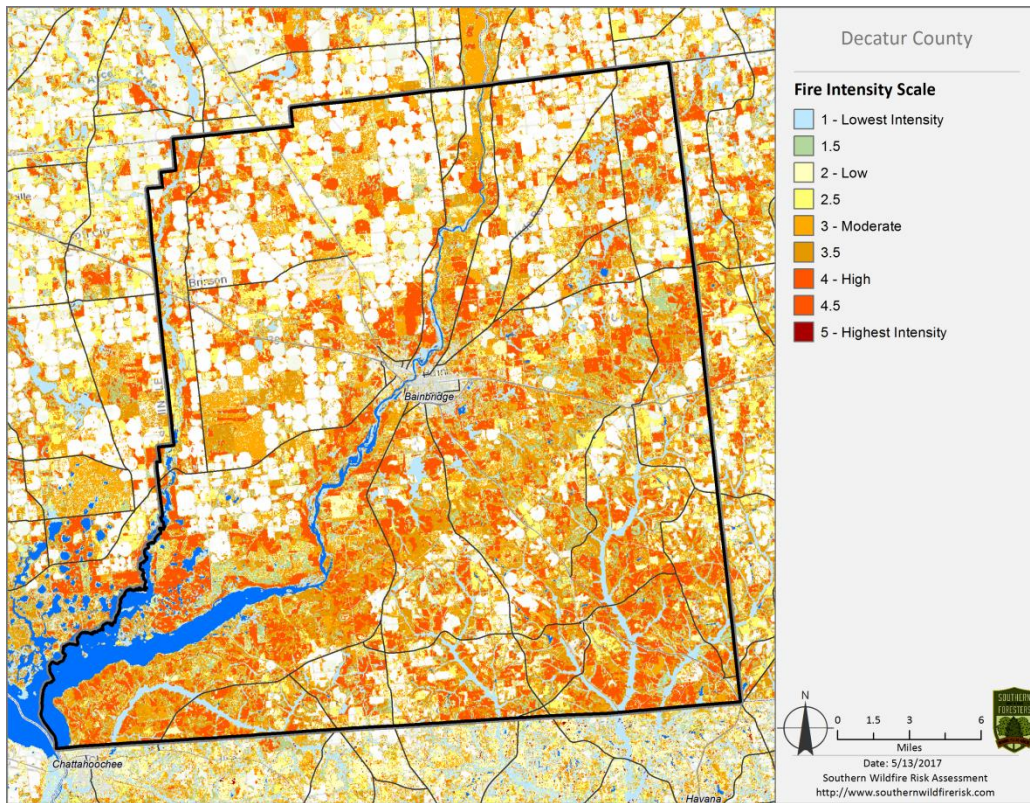 Decatur County
Fire Intensity Scale
1 - Lowest Intensity
1.5
2 - Low
2.5
3 - Moderate
3.5
4 - High
4.5
5 - Highest Intensity
Brinson
Bainbridge
Chattahoochee
Havana
N
0 1.5 3 6
Miles
Date: 5/13/2017
Southern Wildfire Risk Assessment
http://www.southernwildfirerisk.com
SOUTHERN
FORESTERS